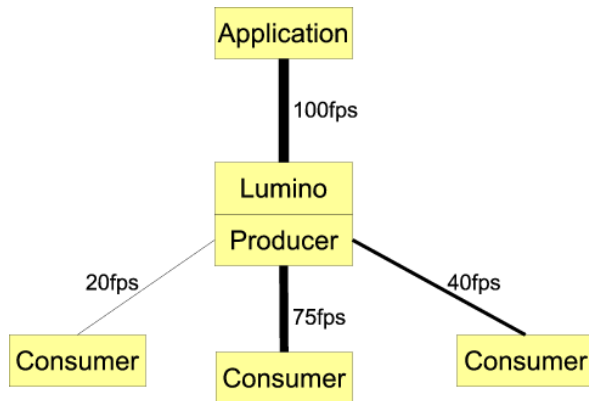 Application
100fps
Lumino
Producer
20fps
40fps
75fps
Consumer
Consumer
Consumer